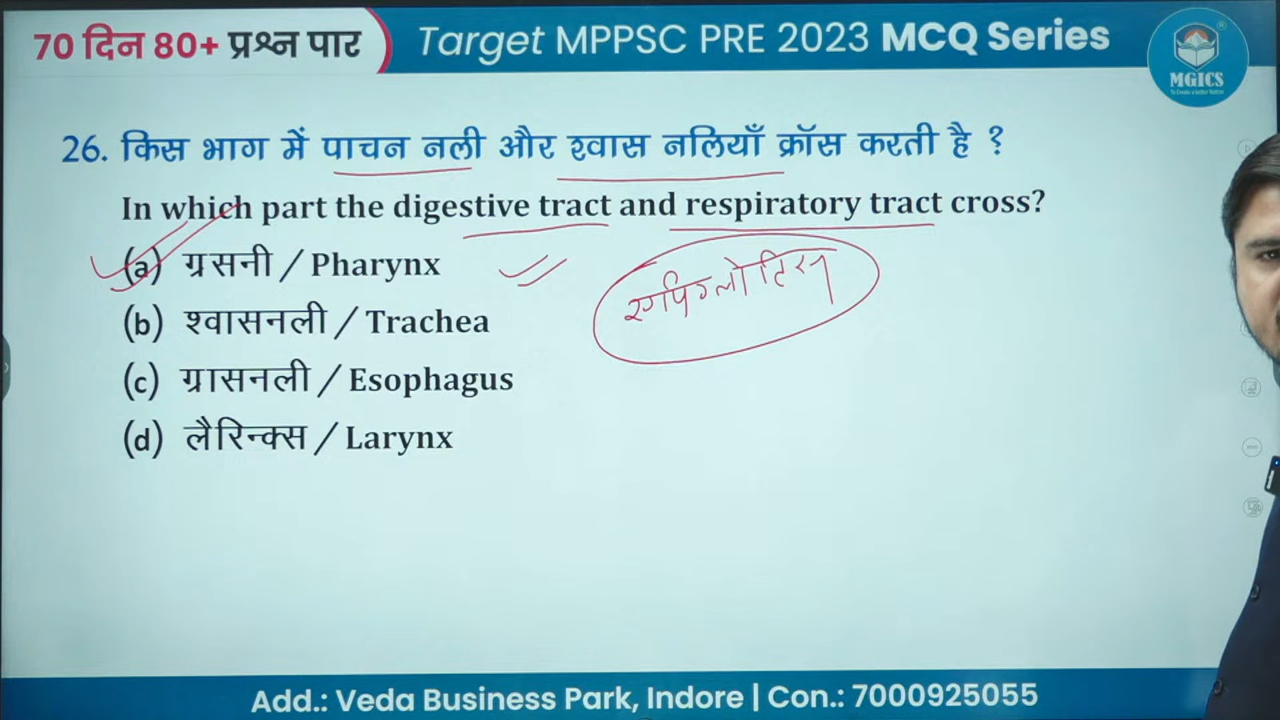 70 दिन 80+ प्रश्न पार
Target MPPSC PRE 2023 MCQ Series
MGICS
26. किस भाग में पाचन नली और श्वास नलियाँ क्रॉस करती है ?
In which part the digestive tract and respiratory tract cross?
(a) ग्रसनी / Pharynx
एपिग्लोटिस
(b) श्वासनली / Trachea
(c) ग्रासनली / Esophagus
(d) लैरिन्क्स / Larynx
Add.: Veda Business Park, Indore | Con.: 7000925055